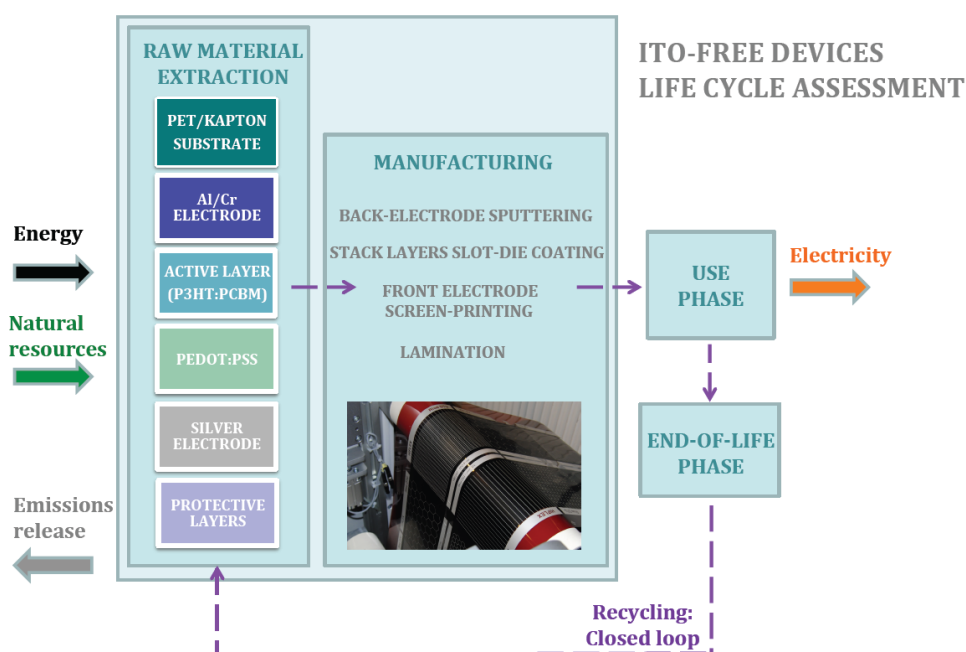 ITO-FREE DEVICES
LIFE CYCLE ASSESSMENT
RAW MATERIAL
EXTRACTION
PET/KAPTON
SUBSTRATE
Al/Cr
ELECTRODE
ACTIVE LAYER
(P3HT:PCBM)
PEDOT:PSS
SILVER
ELECTRODE
PROTECTIVE
LAYERS
MANUFACTURING
BACK-ELECTRODE SPUTTERING
STACK LAYERS SLOT-DIE COATING
FRONT ELECTRODE
SCREEN-PRINTING
LAMINATION
Energy
Natural
resources
Emissions
release
USE
PHASE
Electricity
END-OF-LIFE
PHASE
Recycling:
Closed loop